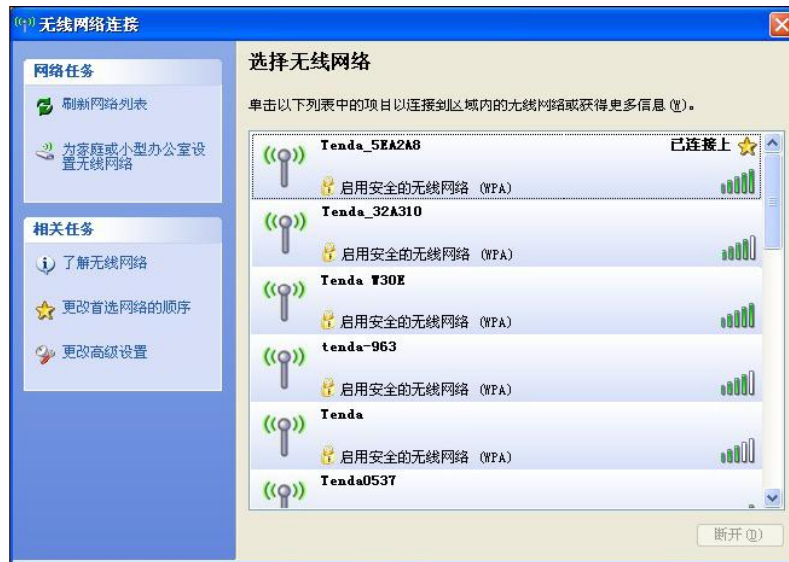 无线网络连接
网络任务
刷新网络列表
为家庭或小型办公室设
置无线网络
相关任务
了解无线网络
更改首选网络的顺序
更改高级设置
选择无线网络
单击以下列表中的项目以连接到区域内的无线网络或获得更多信息(W)。
Tenda_5EA2A8
已连接上
启用安全的无线网络 (WPA)
Tenda_32A310
启用安全的无线网络 (WPA)
Tenda W30E
启用安全的无线网络 (WPA)
tenda-963
启用安全的无线网络 (WPA)
Tenda
启用安全的无线网络 (WPA)
Tenda0537
断开(D)